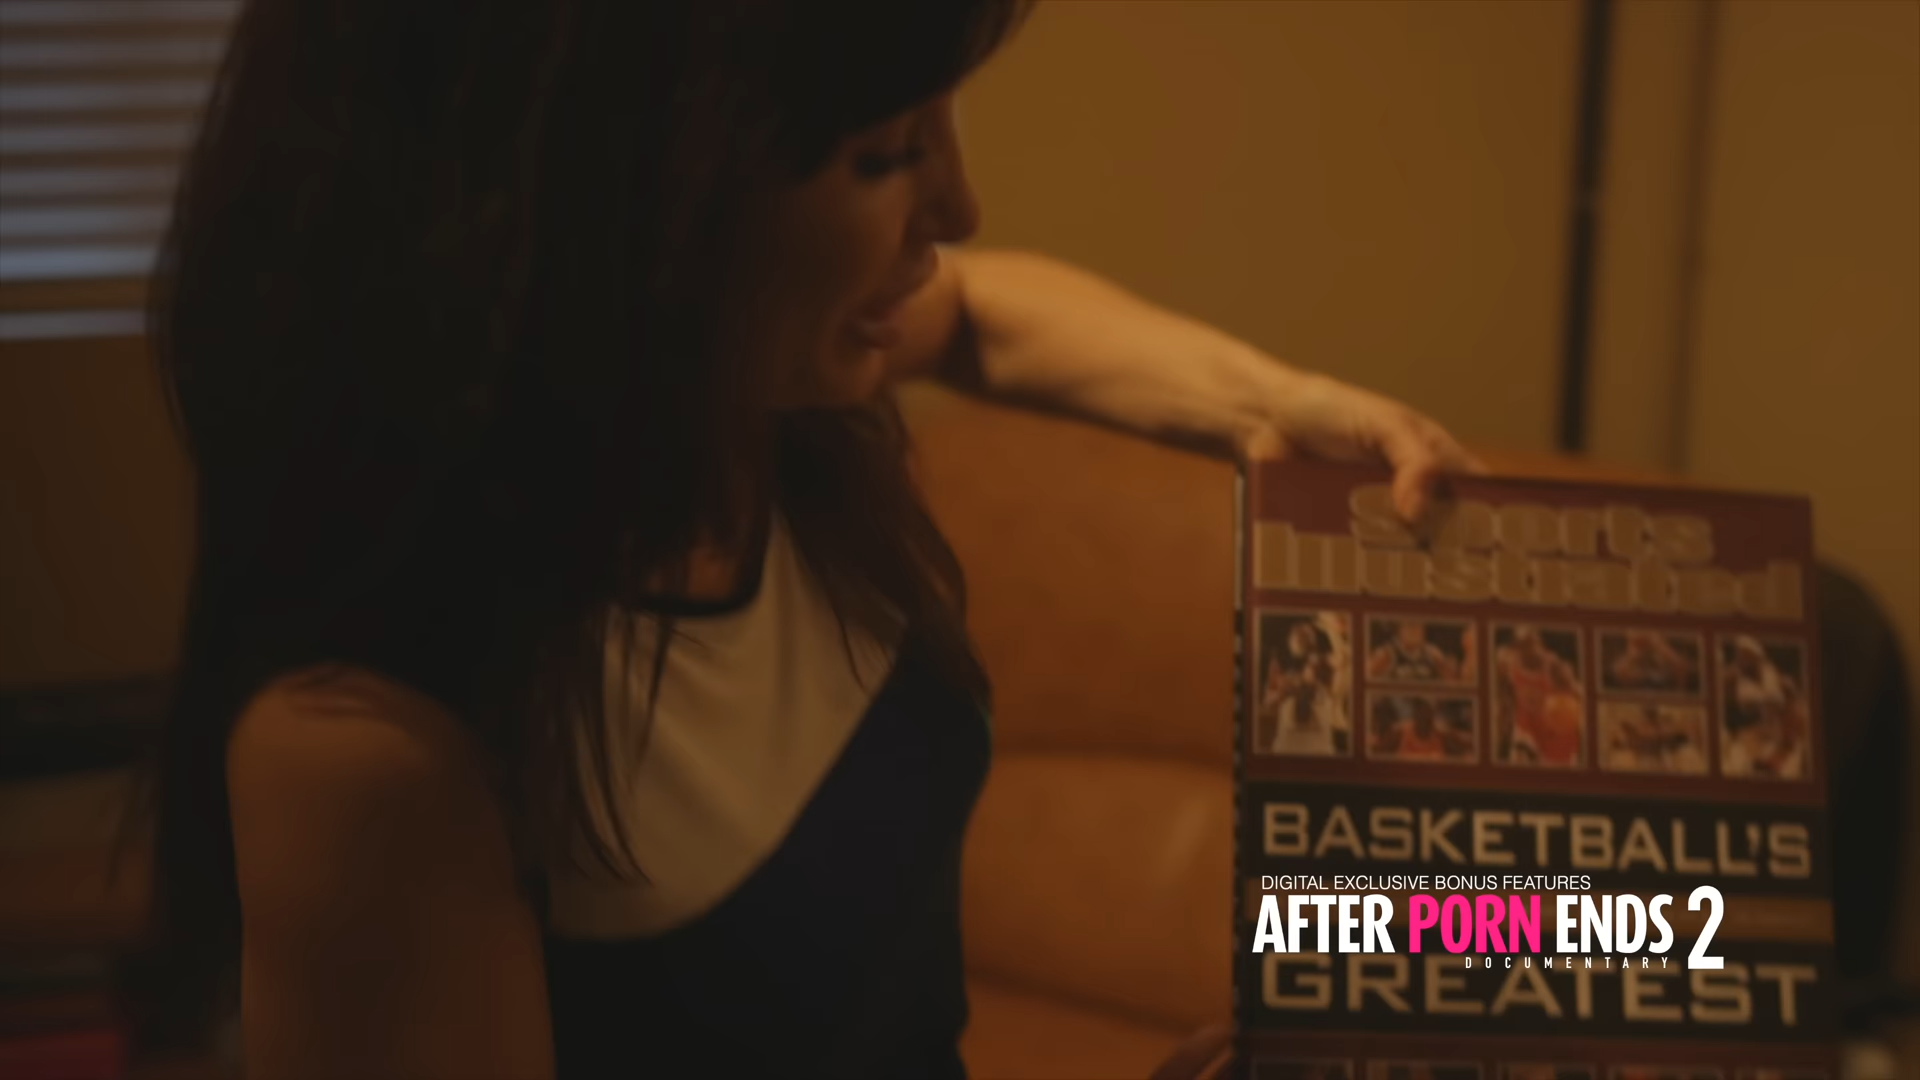 Sports
Illustrated
BASKETBALL'S
DIGITAL EXCLUSIVE BONUS FEATURES
AFTER PORN ENDS 2
DOCUMENTARY
GREATEST